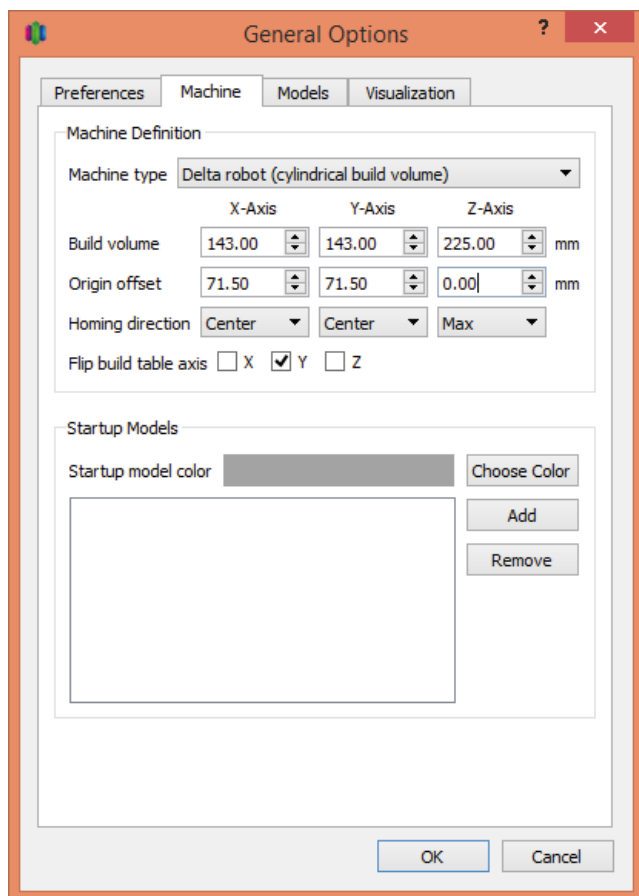 General Options
?
×
Preferences Machine Models Visualization
Machine Definition
Machine type Delta robot (cylindrical build volume)
X-Axis Y-Axis Z-Axis
Build volume 143.00 143.00 225.00 mm
Origin offset 71.50 71.50 0.00 mm
Homing direction Center Center Max
Flip build table axis X Y Z
Startup Models
Startup model color Choose Color
Add
Remove
OK Cancel